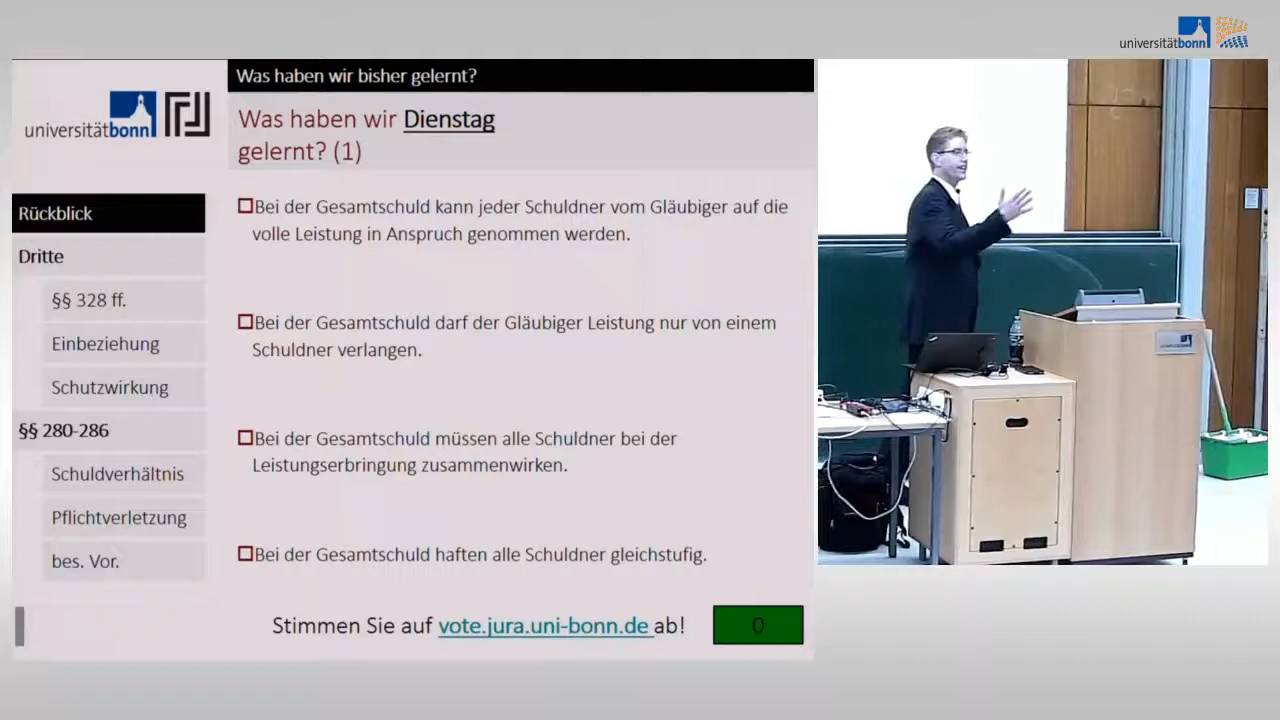 universitätbonn
Was haben wir bisher gelernt?
universitätbonn
Was haben wir Dienstag
gelernt? (1)
Rückblick
Dritte
§§ 328 ff.
Einbeziehung
Schutzwirkung
§§ 280-286
Schuldverhältnis
Pflichtverletzung
bes. Vor.
Bei der Gesamtschuld kann jeder Schuldner vom Gläubiger auf die
volle Leistung in Anspruch genommen werden.
Bei der Gesamtschuld darf der Gläubiger Leistung nur von einem
Schuldner verlangen.
Bei der Gesamtschuld müssen alle Schuldner bei der
Leistungserbringung zusammenwirken.
Bei der Gesamtschuld haften alle Schuldner gleichstufig.
Stimmen Sie auf vote.jura.uni-bonn.de ab!
0